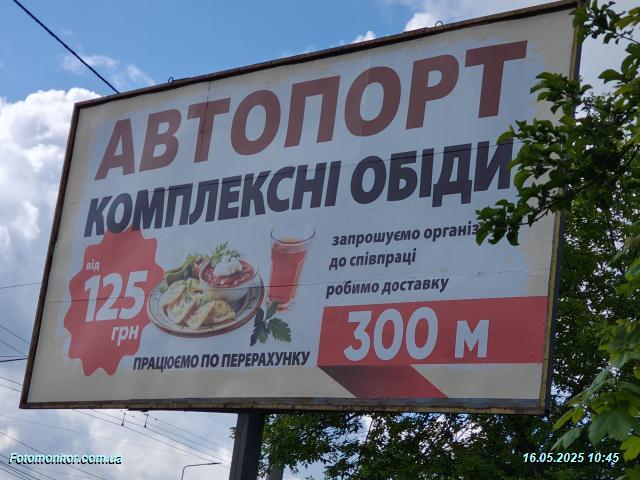 АВТОПОРТ
КОМПЛЕКСНІ ОБІДИ
від
125
грн
запрошуємо
до співпраці
робимо доставку
300 м
ПРАЦЮЄМО ПО ПЕРЕРАХУНКУ
Fotomonitor.com.ua
16.05.2025 10:45